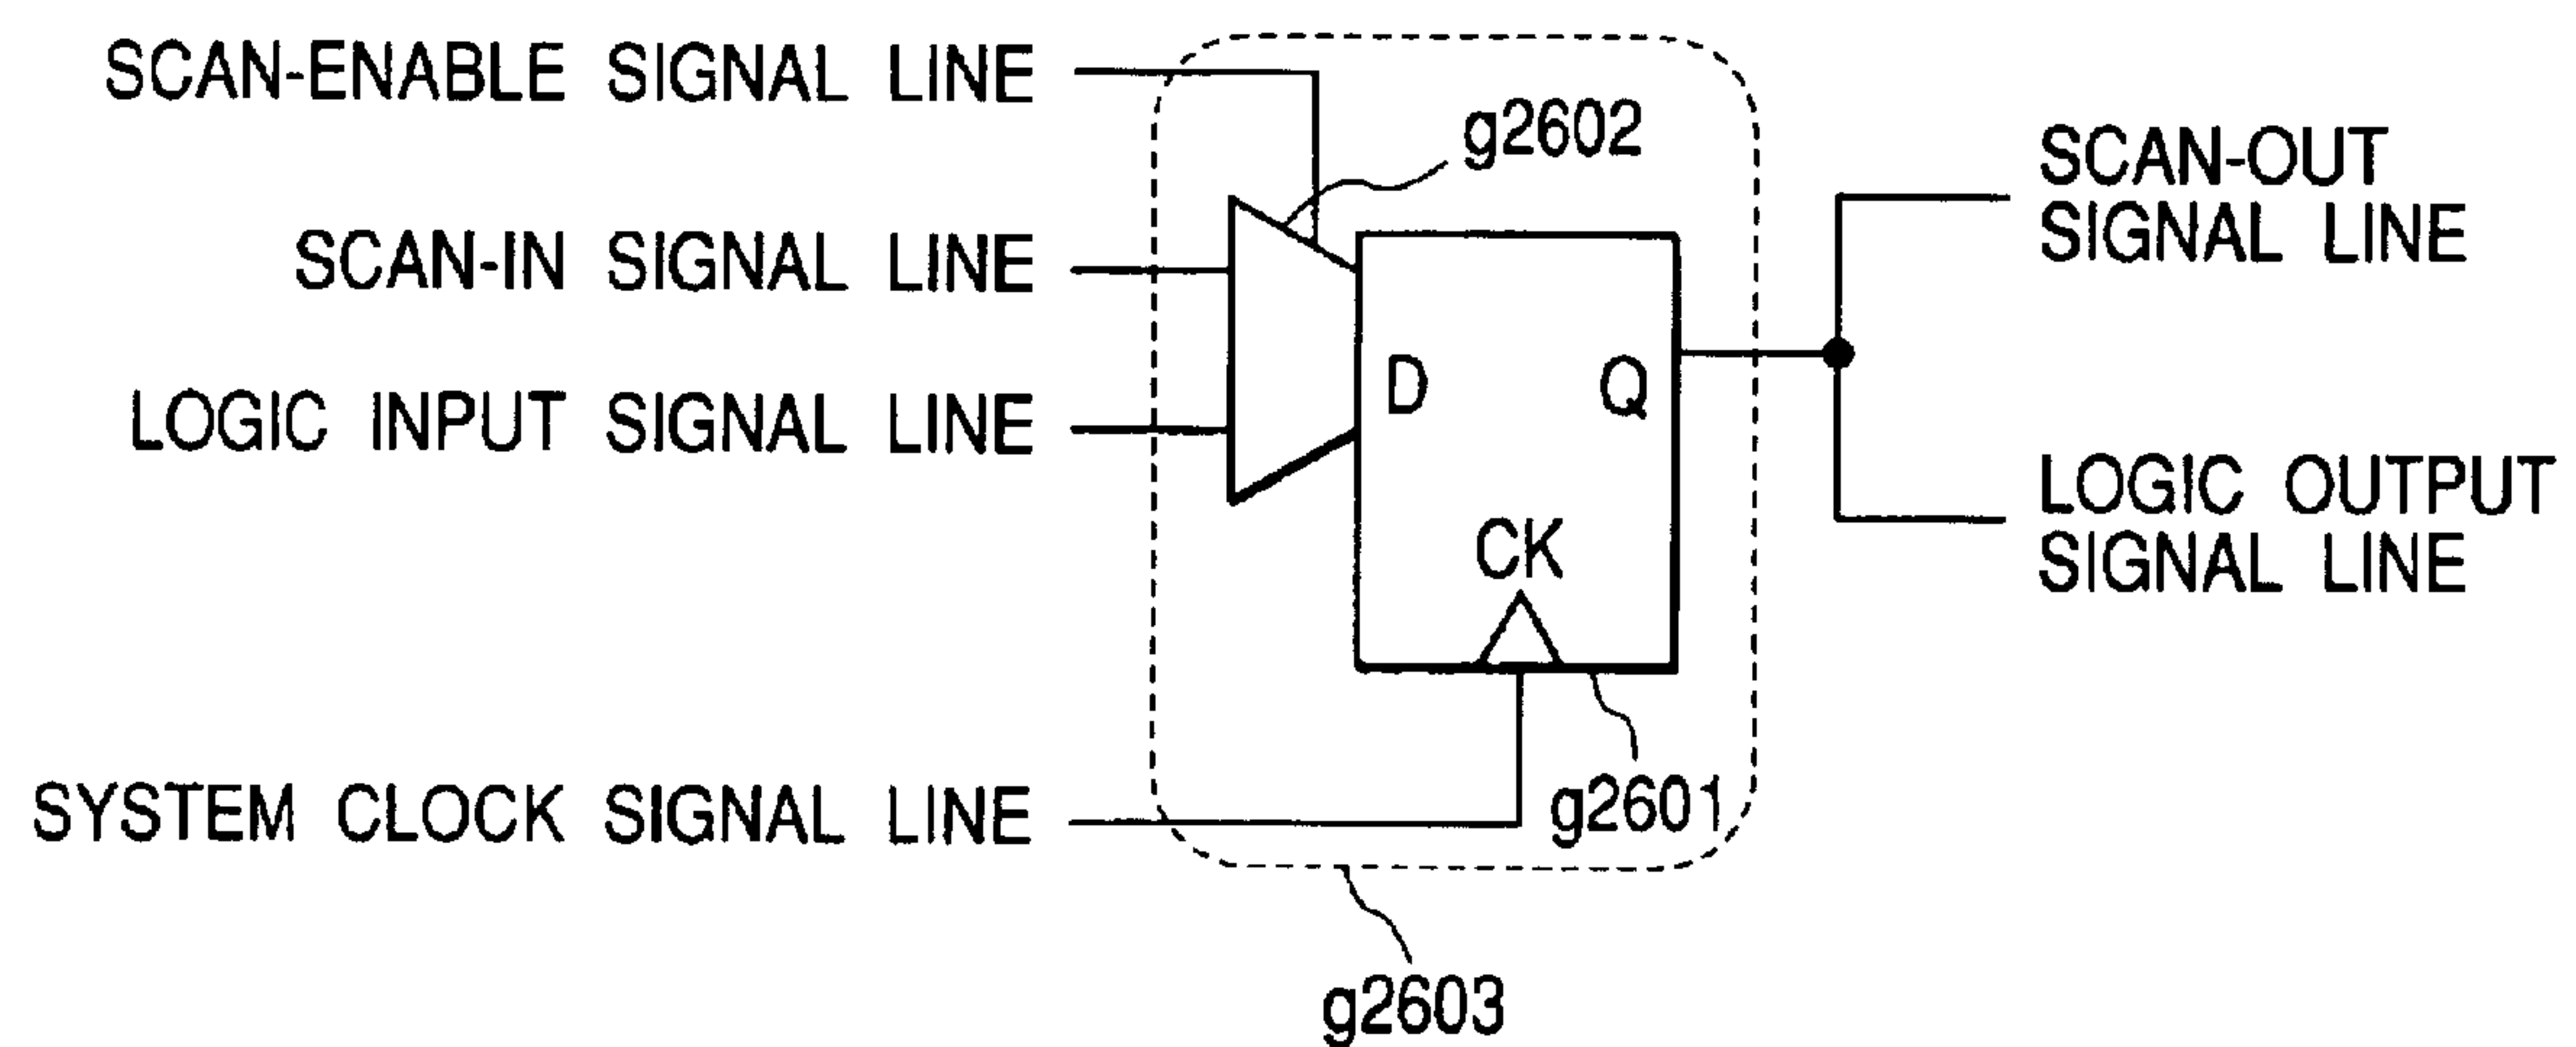 SCAN-ENABLE SIGNAL LINE
g2602
SCAN-OUT
SIGNAL LINE
SCAN-IN SIGNAL LINE
LOGIC INPUT SIGNAL LINE
D
Q
LOGIC OUTPUT
SIGNAL LINE
CK
SYSTEM CLOCK SIGNAL LINE
g2601
g2603